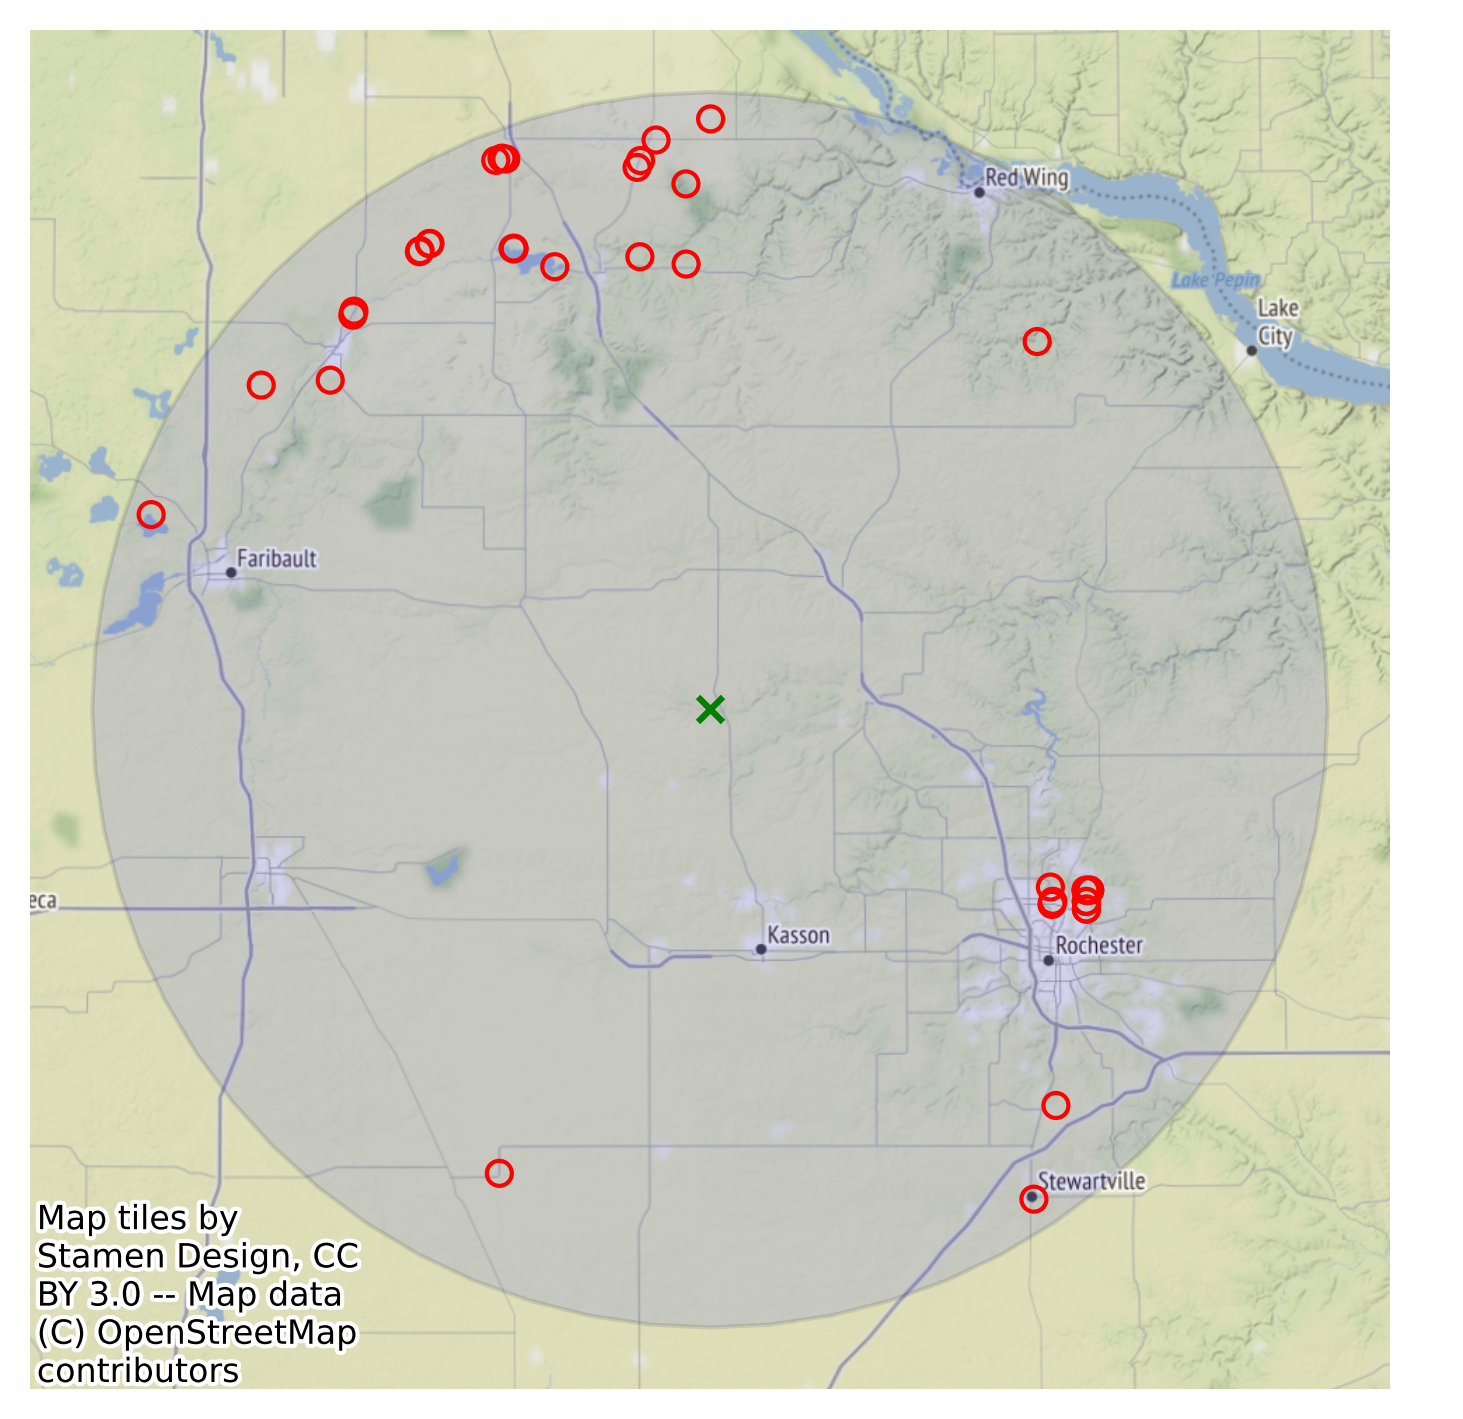 Red Wing
Lake Pepin
Lake
City
Faribault
eca
Kasson
Rochester
Stewartville
Map tiles by
Stamen Design, CC
BY 3.0 -- Map data
(C) OpenStreetMap
contributors